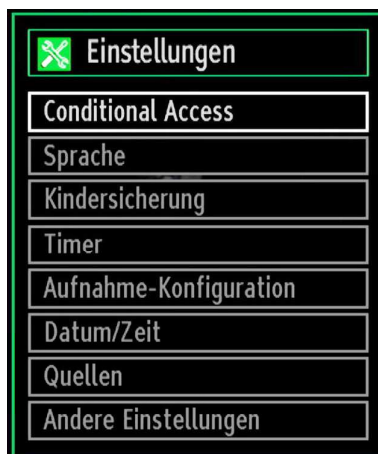 Einstellungen
Conditional Access
Sprache
Kindersicherung
Timer
Aufnahme-Konfiguration
Datum/Zeit
Quellen
Andere Einstellungen